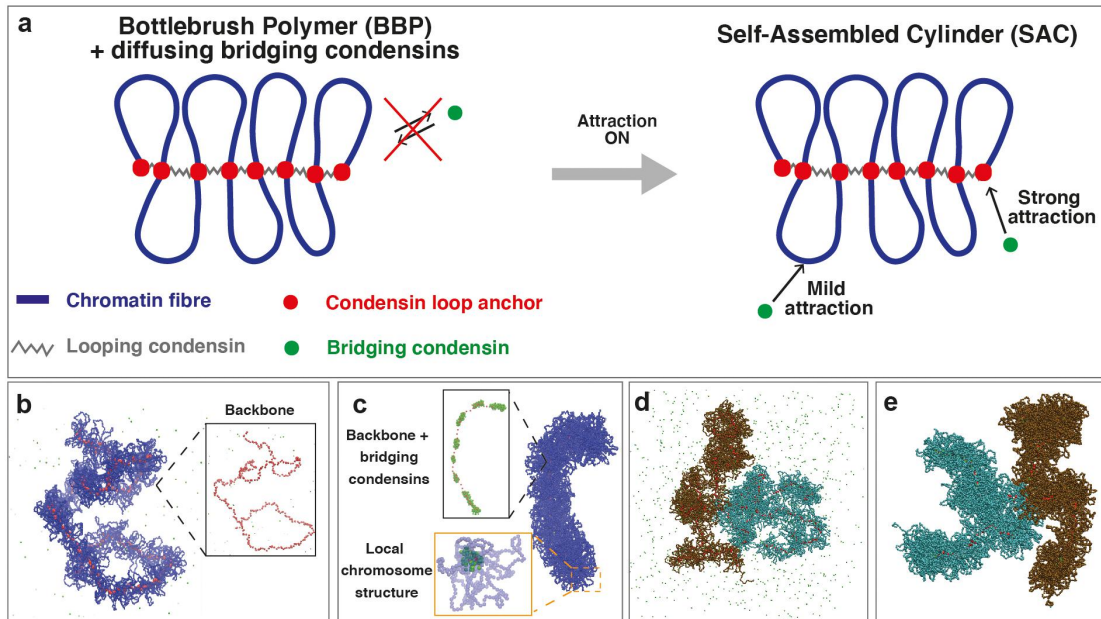 a
Bottlebrush Polymer (BBP)
+ diffusing bridging condensins
Self-Assembled Cylinder (SAC)
Attraction
ON
Strong
attraction
Mild
attraction
Chromatin fibre
Condensin loop anchor
Looping condensin
Bridging condensin
b
Backbone
c
Backbone +
bridging
condensins
Local
chromosome
structure
d
e